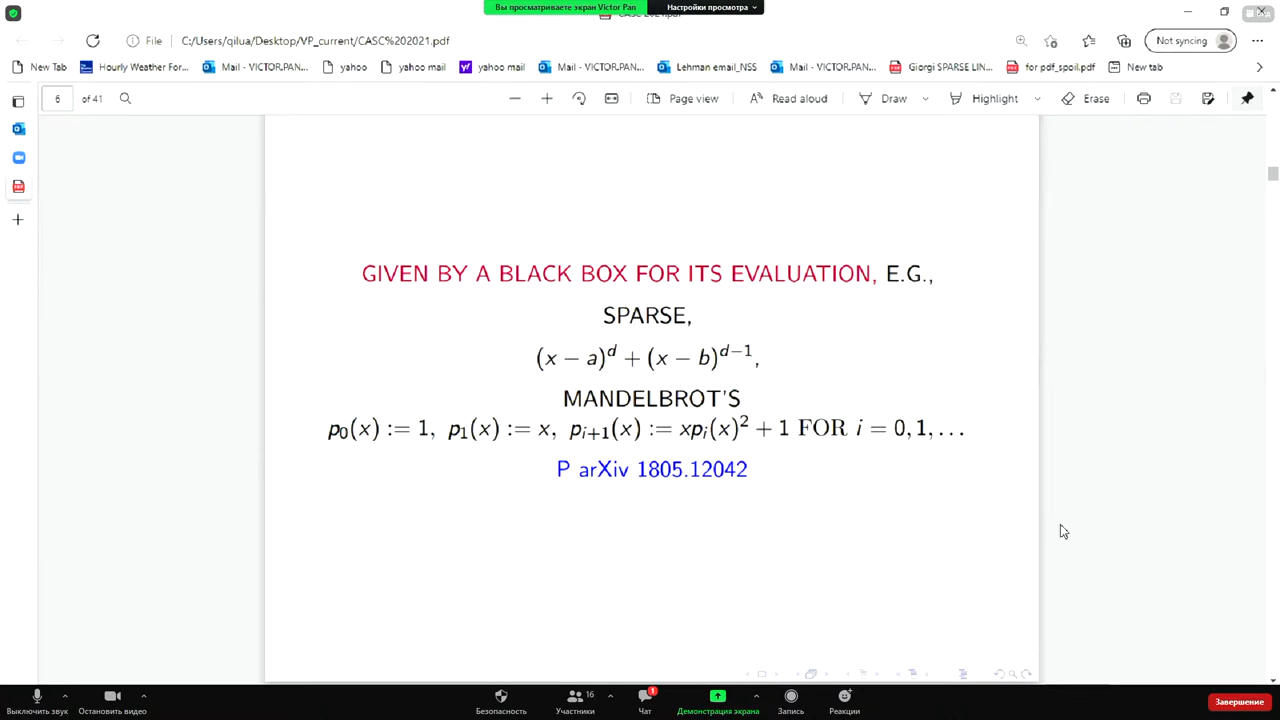 Вы просматриваете экран Victor Pan
Настройки просмотра
File
C:/Users/qilua/Desktop/VP_current/CASC%202021.pdf
Not syncing
New Tab
Hourly Weather For...
Mail - VICTOR.PAN...
yahoo
yahoo mail
yahoo mail
Mail - VICTOR.PAN...
Lehman email_NSS
Mail - VICTOR.PAN...
Giorgi SPARSE LIN...
for pdf_spoil.pdf
New tab
6 of 41
Page view
Read aloud
Draw
Highlight
Erase
GIVEN BY A BLACK BOX FOR ITS EVALUATION, E.G.,
SPARSE,
(x − a)^d + (x − b)^{d−1},
MANDELBROT'S
p₀(x) := 1, p₁(x) := x, p_{i+1}(x) := xp_i(x)² + 1 FOR i = 0, 1, . . .
P arXiv 1805.12042
Выключить звук
Остановить видео
Безопасность
16
Участники
1
Чат
Демонстрация экрана
Запись
Реакции
Завершение